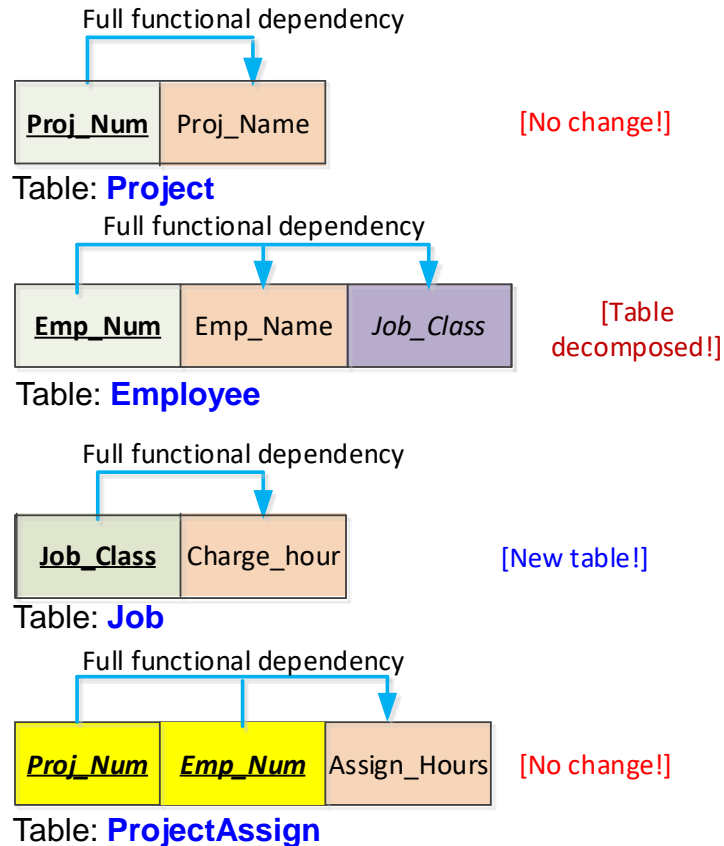 Full functional dependency
Proj_Num Proj_Name [No change!]
Table: Project
Full functional dependency
Emp_Num Emp_Name Job_Class [Table decomposed!]
Table: Employee
Full functional dependency
Job_Class Charge_hour [New table!]
Table: Job
Full functional dependency
Proj_Num Emp_Num Assign_Hours [No change!]
Table: ProjectAssign